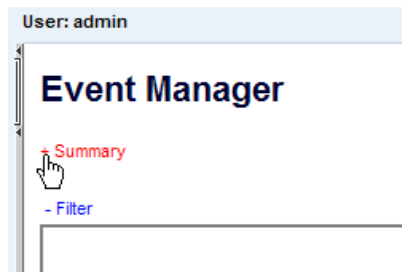 User: admin
Event Manager
+ Summary
- Filter